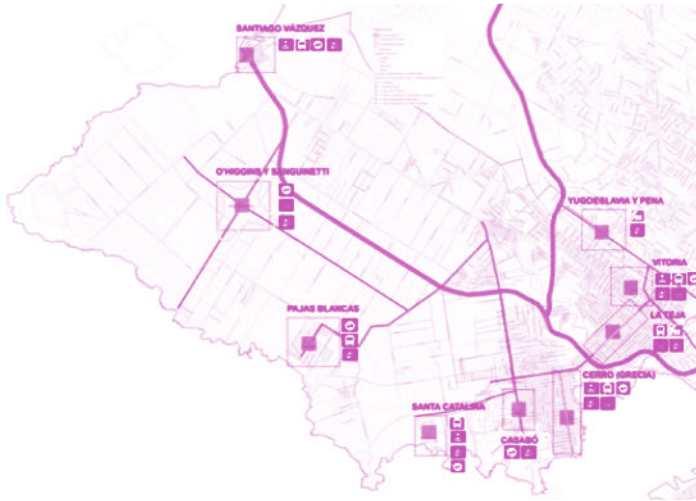 SANTIAGO VÁZQUEZ
O'HIGGINS Y SANGUINETTI
YUGOESLAVIA Y PENA
VITORIA
PAJAS BLANCAS
LA TEJA
CERRO (GRECIA)
SANTA CATALINA
CASABÓ